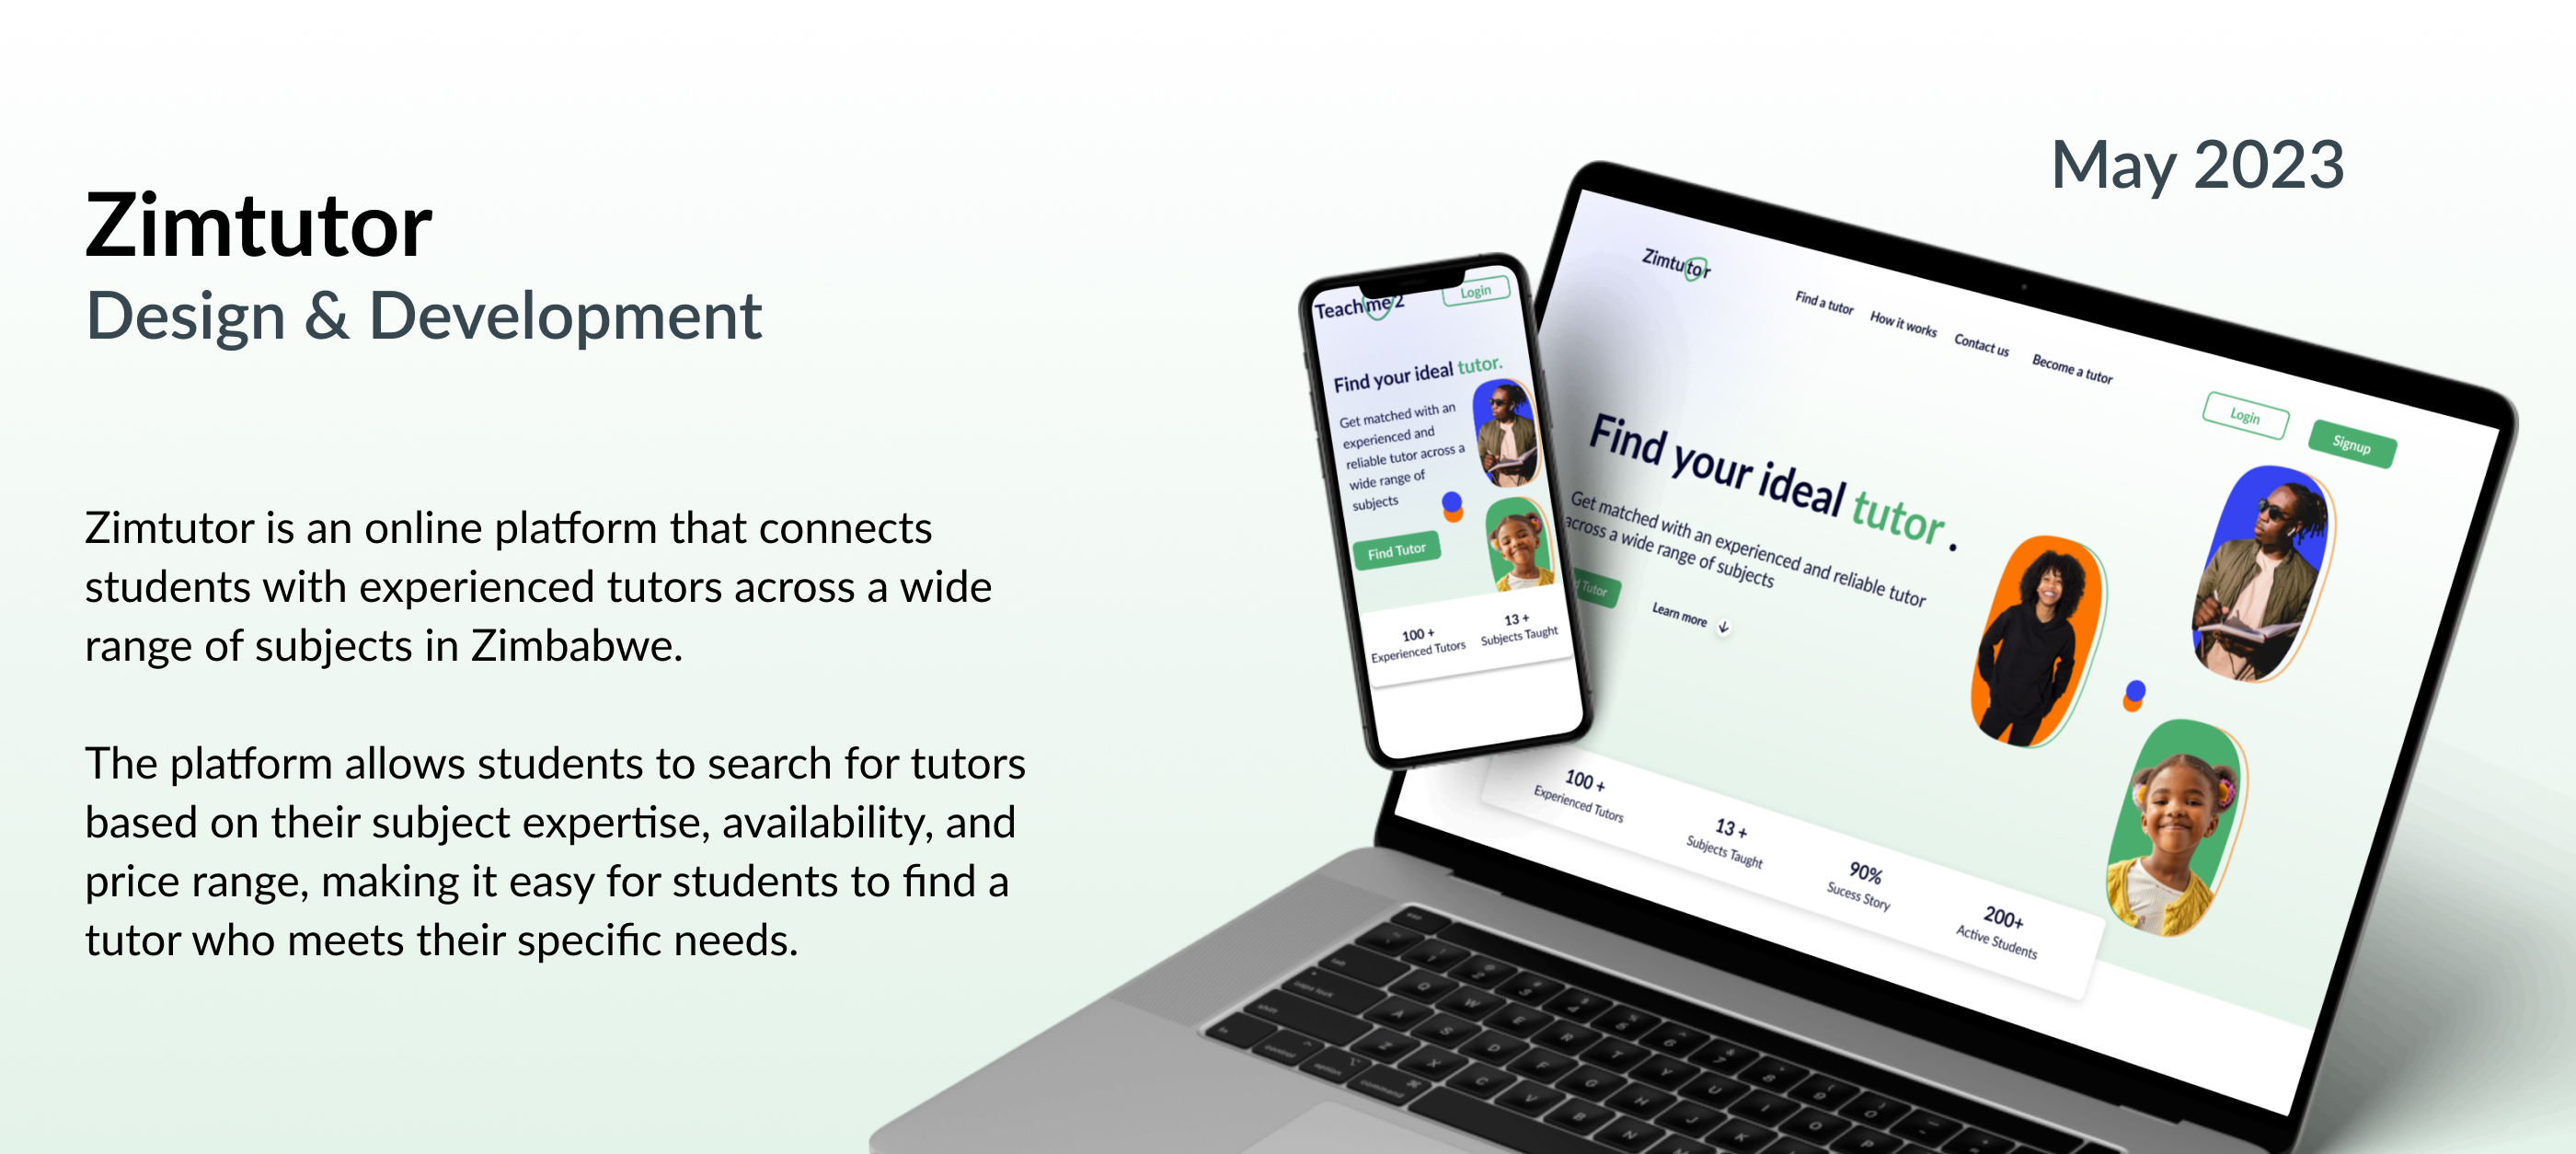 May 2023
Zimtutor
Design & Development
Zimtutor is an online platform that connects
students with experienced tutors across a wide
range of subjects in Zimbabwe.
The platform allows students to search for tutors
based on their subject expertise, availability, and
price range, making it easy for students to find a
tutor who meets their specific needs.
Teach me 2
Login
Find your ideal tutor.
Get matched with an
experienced and
reliable tutor across a
wide range of
subjects
Find Tutor
100 +
Experienced Tutors
13 +
Subjects Taught
Zimtutor
Find a tutor
How it works
Contact us
Become a tutor
Login
Signup
Find your ideal tutor .
Get matched with an experienced and reliable tutor
across a wide range of subjects
Tutor
Learn more
100 +
Experienced Tutors
13 +
Subjects Taught
90%
Sucess Story
200+
Active Students